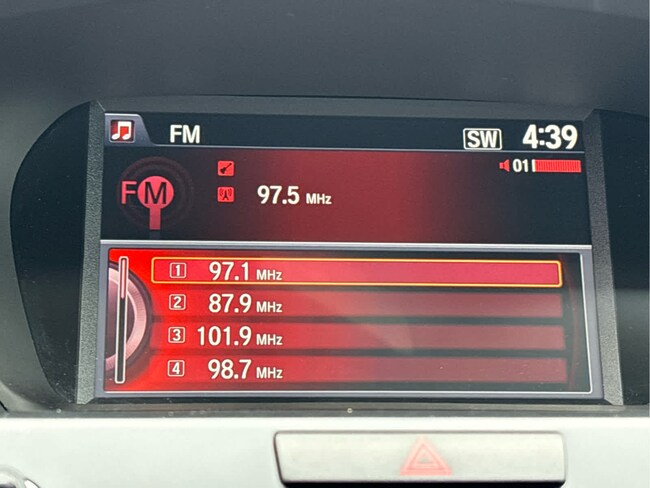 FM
SW 4:39
01
FM
97.5 MHz
1 97.1 MHz
2 87.9 MHz
3 101.9 MHz
4 98.7 MHz